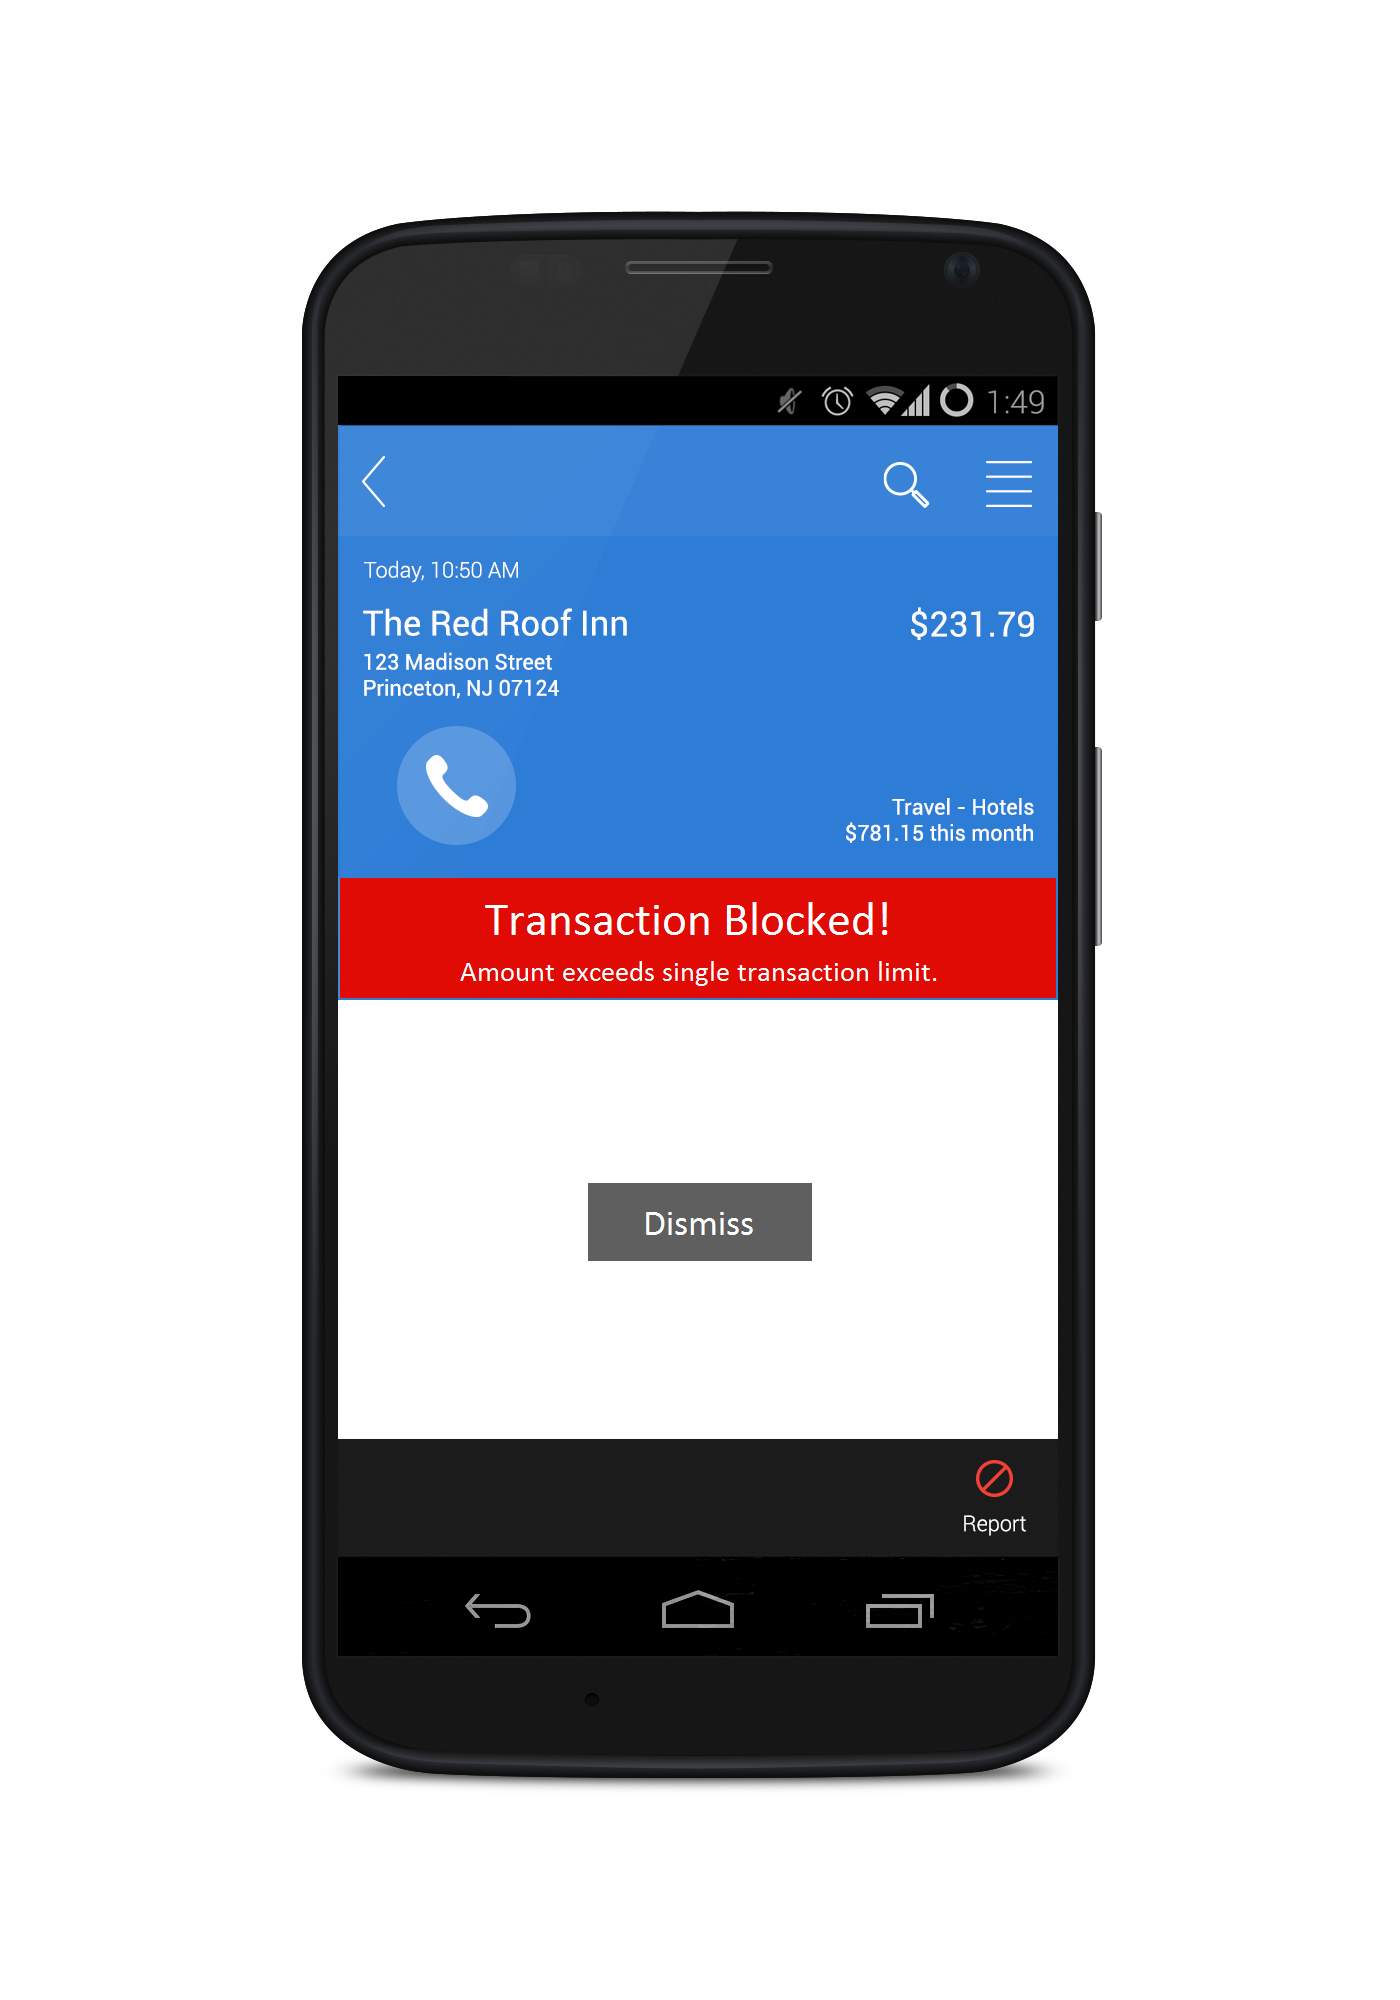 1:49
Today, 10:50 AM
The Red Roof Inn
$231.79
123 Madison Street
Princeton, NJ 07124
Travel - Hotels
$781.15 this month
Transaction Blocked!
Amount exceeds single transaction limit.
Dismiss
Report